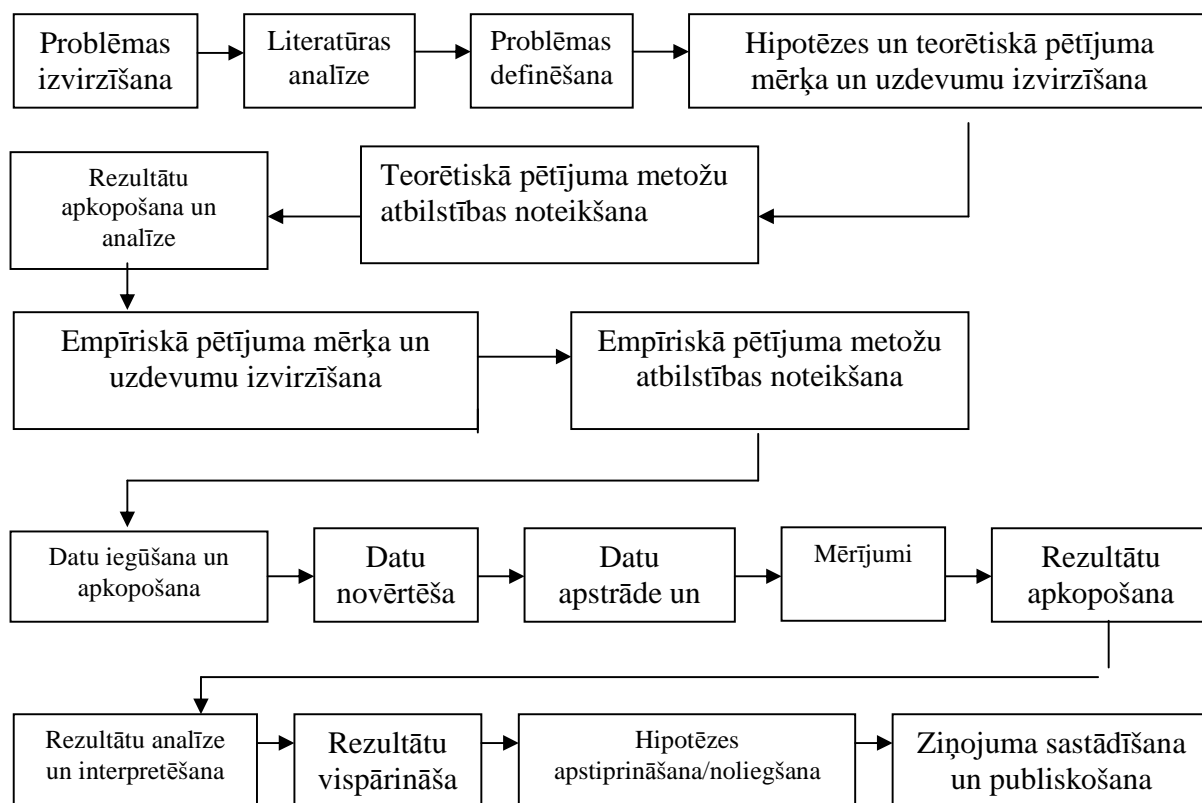 Problēmas
izvirzīšana
Literatūras
analīze
Problēmas
definēšana
Hipotēzes un teorētiskā pētījuma
mērķa un uzdevumu izvirzīšana
Rezultātu
apkopošana un
analīze
Teorētiskā pētījuma metožu
atbilstības noteikšana
Empīriskā pētījuma mērķa un
uzdevumu izvirzīšana
Empīriskā pētījuma metožu
atbilstības noteikšana
Datu iegūšana un
apkopošana
Datu
novērtēša
Datu
apstrāde un
Mērījumi
Rezultātu
apkopošana
Rezultātu analīze
un interpretēšana
Rezultātu
vispārināša
Hipotēzes
apstiprināšana/noliegšana
Ziņojuma sastādīšana
un publiskošana